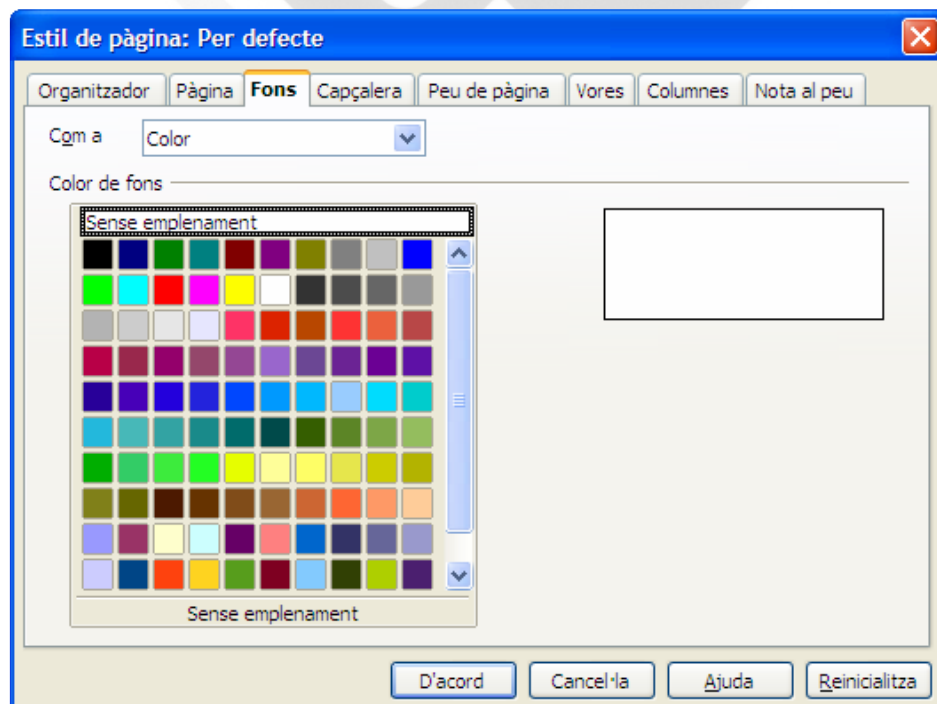 Estil de pàgina: Per defecte
Organitzador Pàgina Fons Capçalera Peu de pàgina Vores Columnes Nota al peu
Com a Color
Color de fons
Sense emplenament
Sense emplenament
D'acord Cancel·la Ajuda Reinicialitza